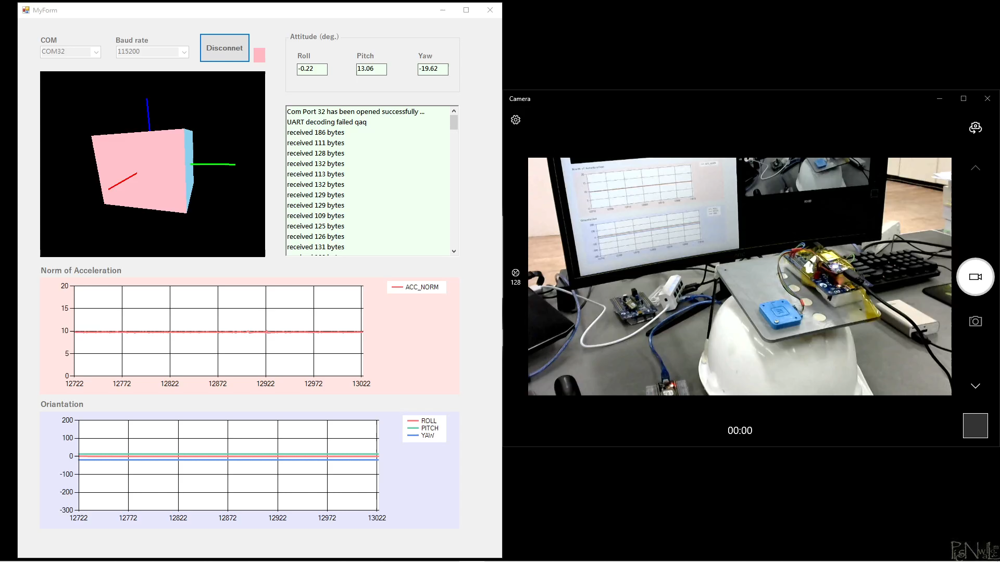 MyForm
COM
Baud rate
COM32
115200
Disconnet
Attitude (deg.)
Roll
Pitch
Yaw
-0.22
13.06
-19.62
Com Port 32 has been opened successfully ...
UART decoding failed qaq
received 186 bytes
received 111 bytes
received 128 bytes
received 132 bytes
received 113 bytes
received 132 bytes
received 129 bytes
received 129 bytes
received 109 bytes
received 125 bytes
received 126 bytes
received 131 bytes
Norm of Acceleration
20
15
10
5
0
12722 12772 12822 12872 12922 12972 13022
ACC_NORM
Oriantation
200
100
0
-100
-200
-300
12722 12772 12822 12872 12922 12972 13022
ROLL
PITCH
YAW
Camera
128
00:00